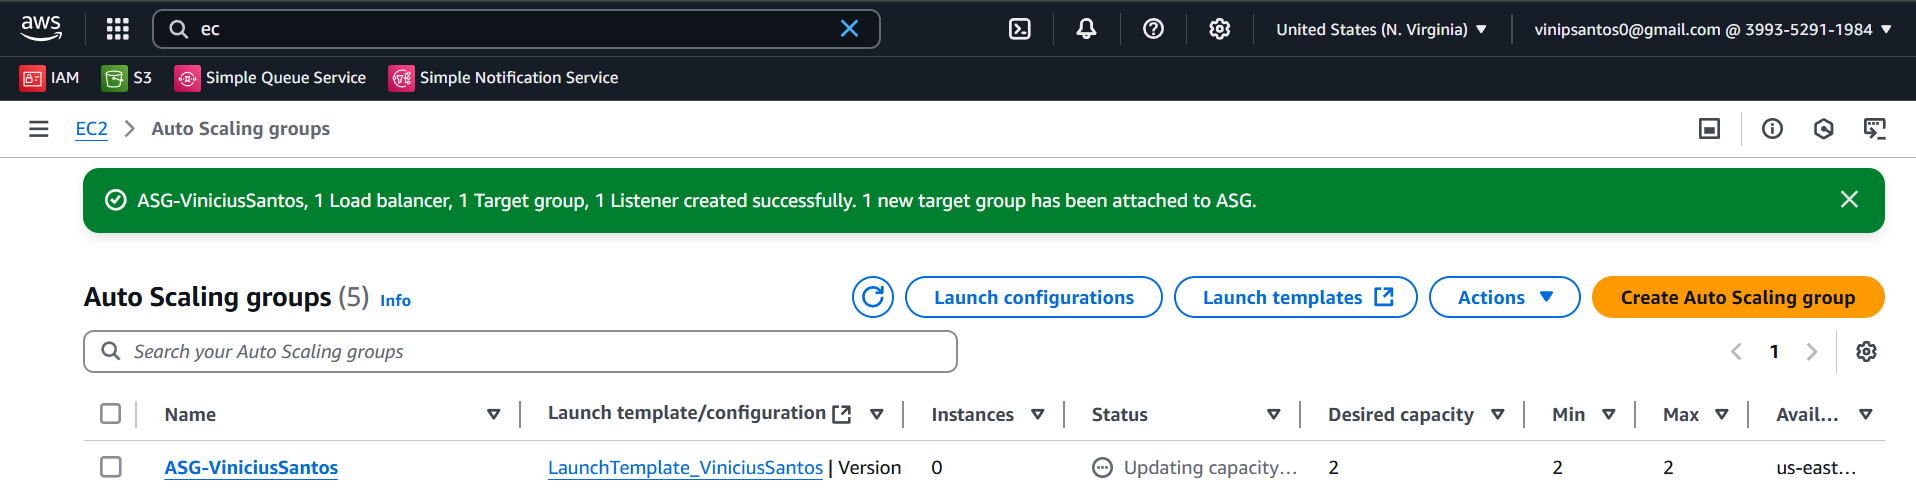 aws
ec
United States (N. Virginia)
vinipsantos0@gmail.com @ 3993-5291-1984
IAM
S3
Simple Queue Service
Simple Notification Service
EC2
Auto Scaling groups
ASG-ViniciusSantos, 1 Load balancer, 1 Target group, 1 Listener created successfully. 1 new target group has been attached to ASG.
Auto Scaling groups (5) Info
Launch configurations
Launch templates
Actions
Create Auto Scaling group
Search your Auto Scaling groups
1
Name
Launch template/configuration
Instances
Status
Desired capacity
Min
Max
Avail...
ASG-ViniciusSantos
LaunchTemplate_ViniciusSantos | Version
0
Updating capacity...
2
2
2
us-east...